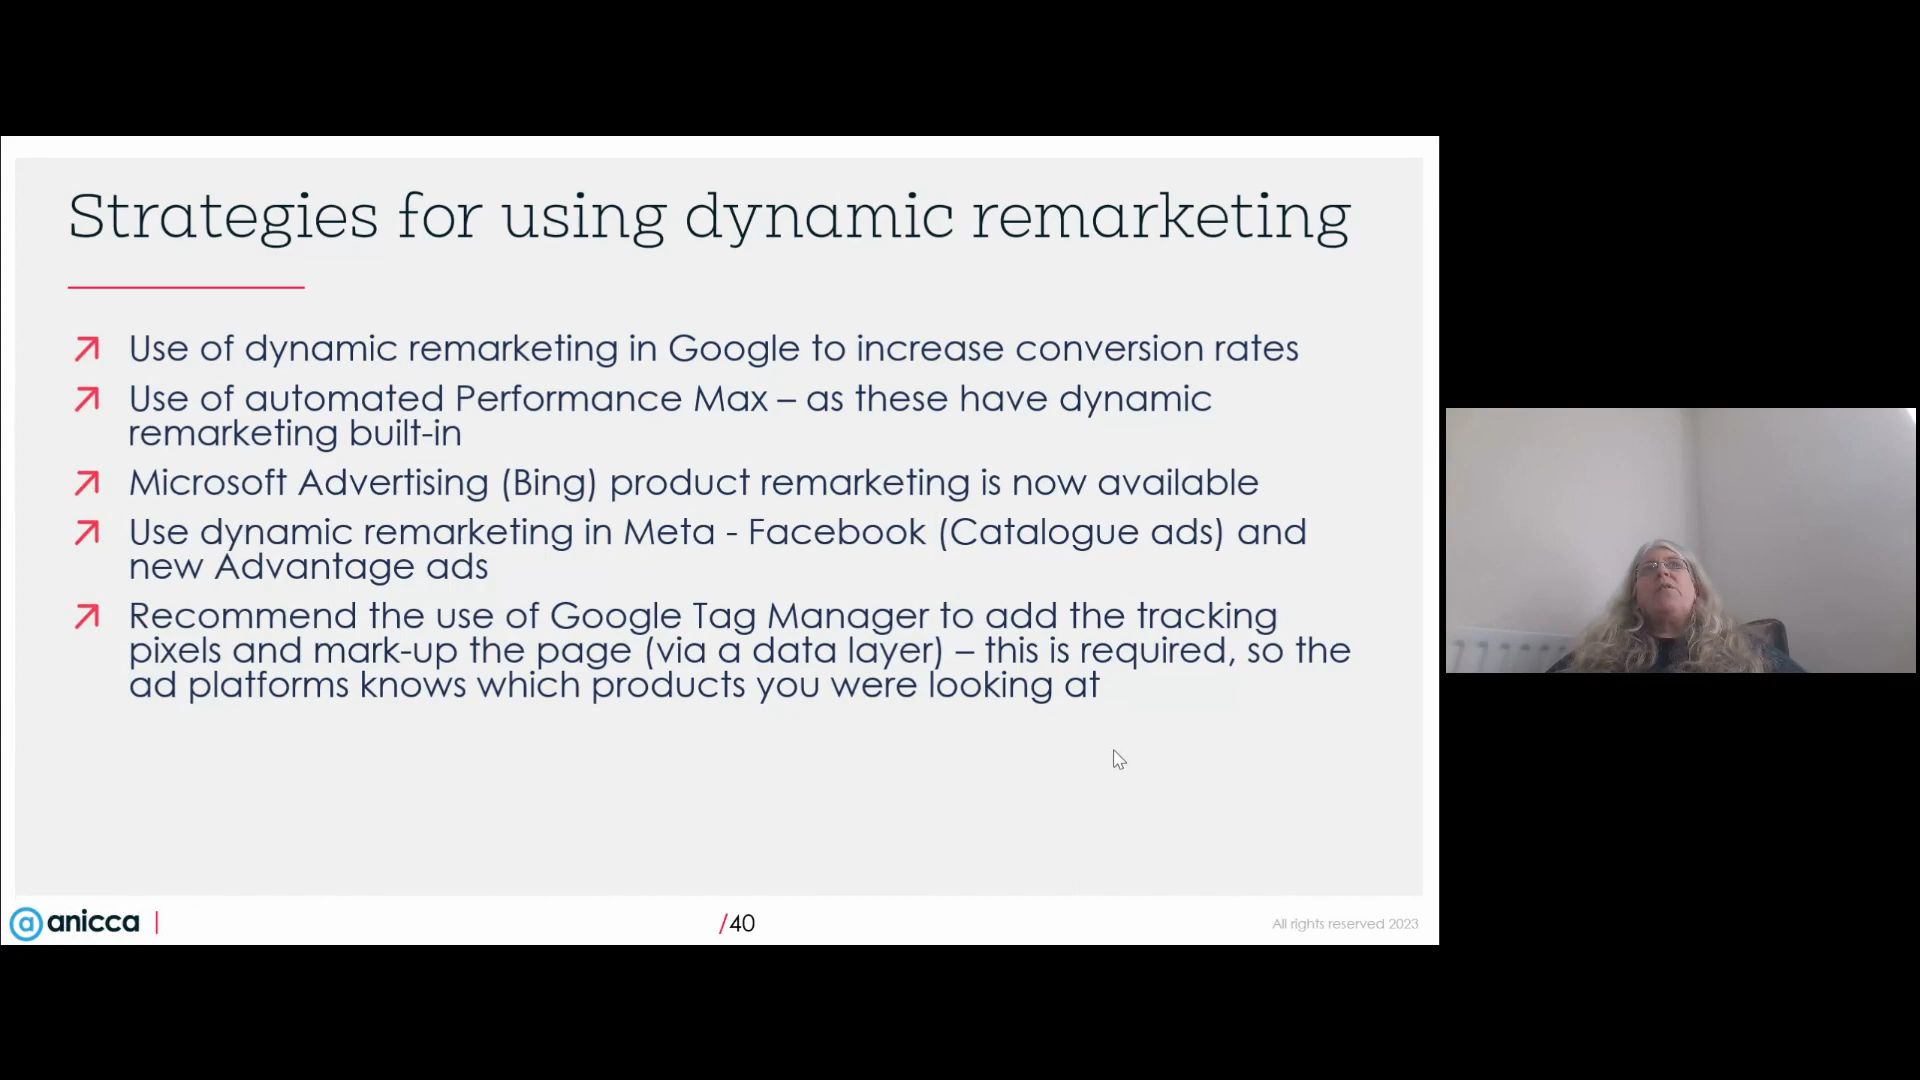 Strategies for using dynamic remarketing
Use of dynamic remarketing in Google to increase conversion rates
Use of automated Performance Max – as these have dynamic
remarketing built-in
Microsoft Advertising (Bing) product remarketing is now available
Use dynamic remarketing in Meta - Facebook (Catalogue ads) and
new Advantage ads
Recommend the use of Google Tag Manager to add the tracking
pixels and mark-up the page (via a data layer) – this is required, so the
ad platforms knows which products you were looking at
@ anicca |
/40
All rights reserved 2023